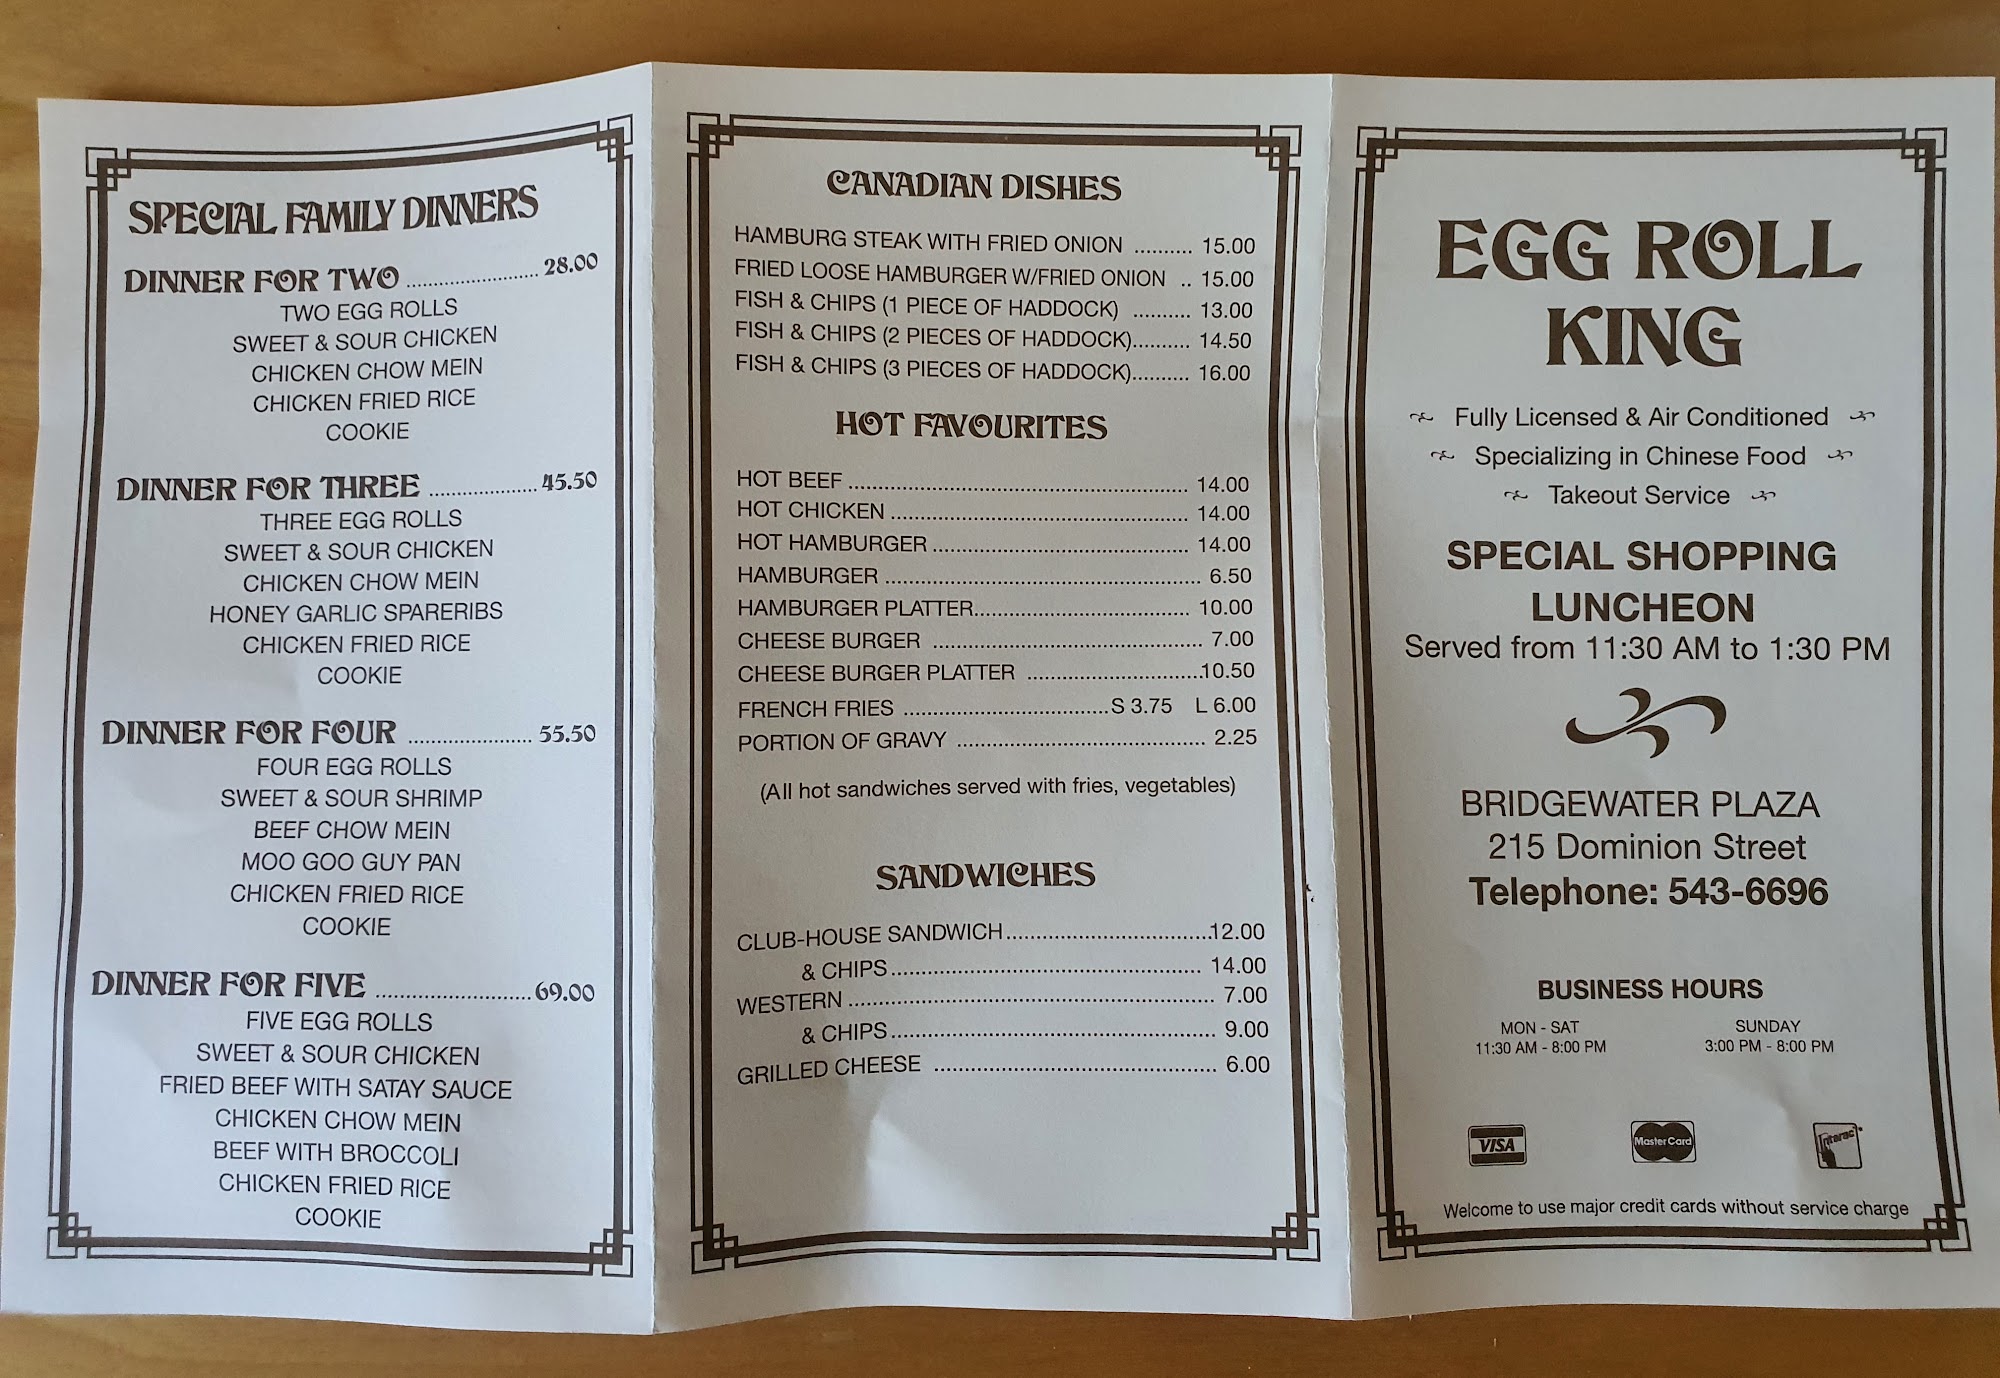 SPECIAL FAMILY DINNERS
DINNER FOR TWO ...................... 28.00
TWO EGG ROLLS
SWEET & SOUR CHICKEN
CHICKEN CHOW MEIN
CHICKEN FRIED RICE
COOKIE
DINNER FOR THREE .................. 45.50
THREE EGG ROLLS
SWEET & SOUR CHICKEN
CHICKEN CHOW MEIN
HONEY GARLIC SPARERIBS
CHICKEN FRIED RICE
COOKIE
DINNER FOR FOUR .................... 55.50
FOUR EGG ROLLS
SWEET & SOUR SHRIMP
BEEF CHOW MEIN
MOO GOO GUY PAN
CHICKEN FRIED RICE
COOKIE
DINNER FOR FIVE .......................... 69.00
FIVE EGG ROLLS
SWEET & SOUR CHICKEN
FRIED BEEF WITH SATAY SAUCE
CHICKEN CHOW MEIN
BEEF WITH BROCCOLI
CHICKEN FRIED RICE
COOKIE
CANADIAN DISHES
HAMBURG STEAK WITH FRIED ONION .......... 15.00
FRIED LOOSE HAMBURGER W/FRIED ONION .. 15.00
FISH & CHIPS (1 PIECE OF HADDOCK) .......... 13.00
FISH & CHIPS (2 PIECES OF HADDOCK).......... 14.50
FISH & CHIPS (3 PIECES OF HADDOCK).......... 16.00
HOT FAVOURITES
HOT BEEF ......................................................... 14.00
HOT CHICKEN .................................................. 14.00
HOT HAMBURGER ........................................... 14.00
HAMBURGER ..................................................... 6.50
HAMBURGER PLATTER.................................... 10.00
CHEESE BURGER ............................................. 7.00
CHEESE BURGER PLATTER .............................10.50
FRENCH FRIES ..................................S 3.75 L 6.00
PORTION OF GRAVY ......................................... 2.25
(All hot sandwiches served with fries, vegetables)
SANDWICHES
CLUB-HOUSE SANDWICH..................................12.00
& CHIPS.................................................... 14.00
WESTERN ............................................................. 7.00
& CHIPS...................................................... 9.00
GRILLED CHEESE ............................................... 6.00
EGG ROLL
KING
Fully Licensed & Air Conditioned
Specializing in Chinese Food
Takeout Service
SPECIAL SHOPPING
LUNCHEON
Served from 11:30 AM to 1:30 PM
BRIDGEWATER PLAZA
215 Dominion Street
Telephone: 543-6696
BUSINESS HOURS
MON - SAT SUNDAY
11:30 AM - 8:00 PM 3:00 PM - 8:00 PM
VISA MasterCard Interac
Welcome to use major credit cards without service charge